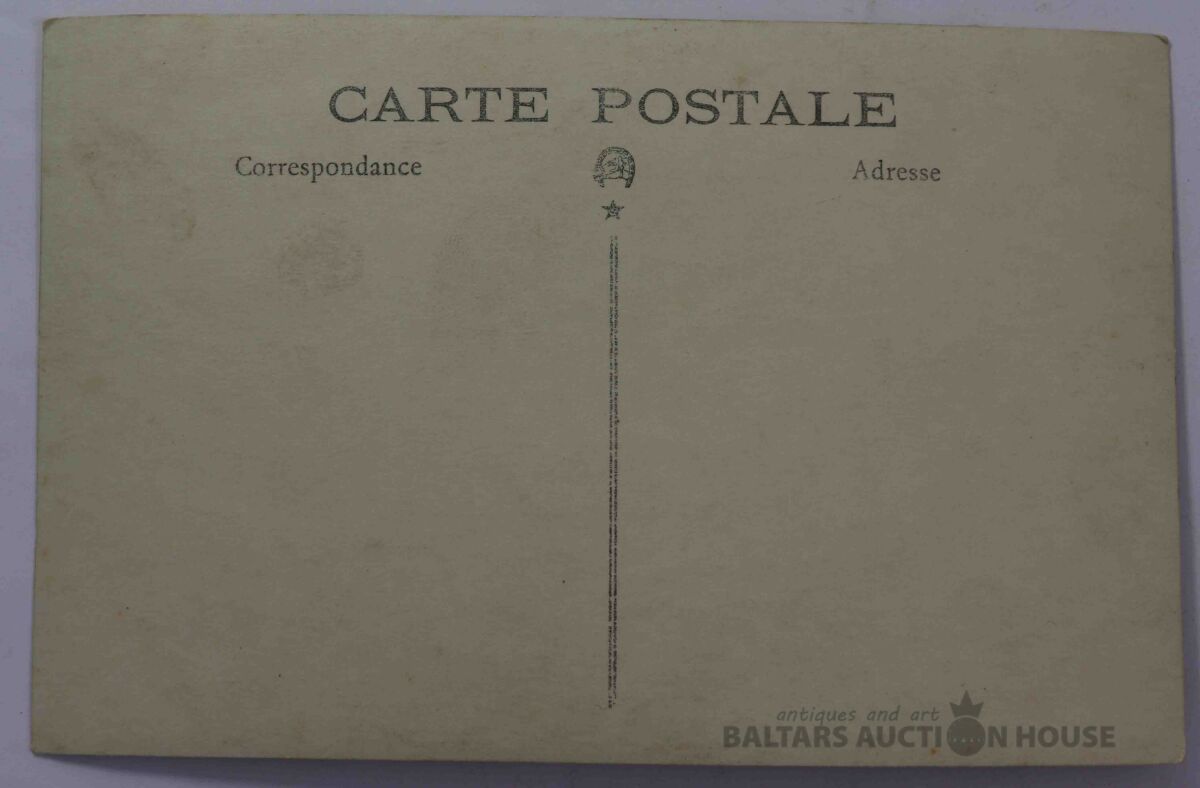 CARTE POSTALE
Correspondance
Adresse
antiques and art
BALTARS AUCTION HOUSE